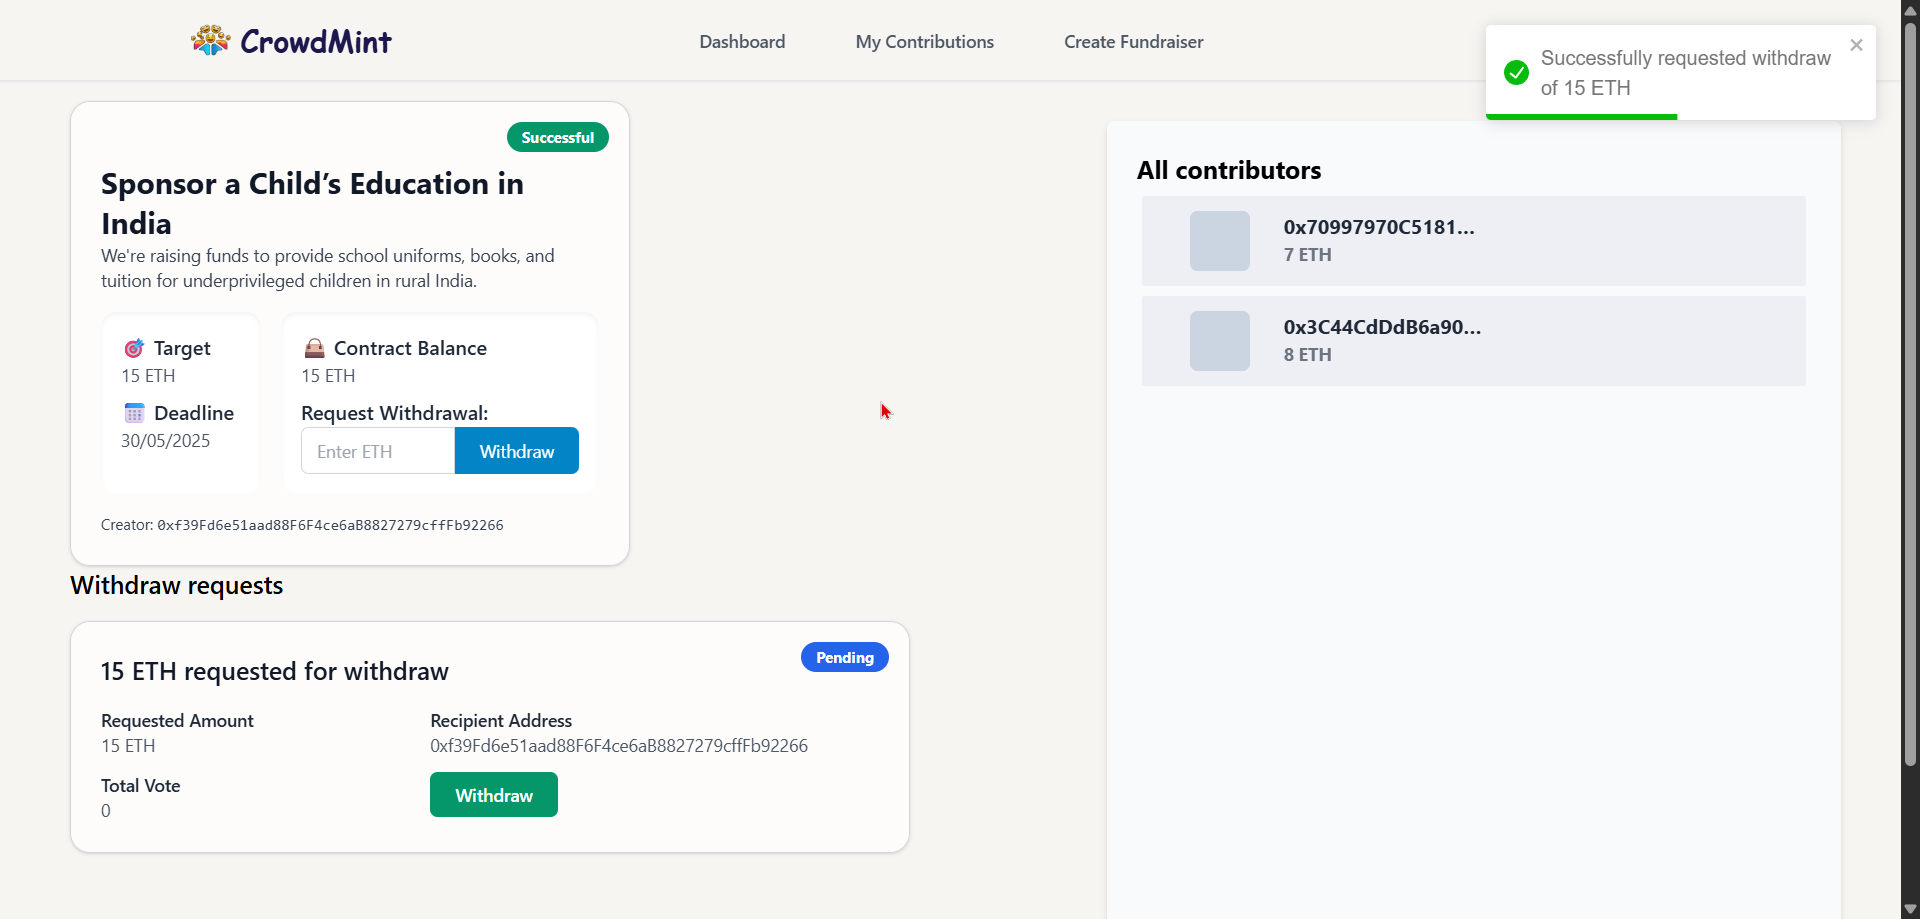 CrowdMint
Dashboard
My Contributions
Create Fundraiser
Successfully requested withdraw
of 15 ETH
Successful
Sponsor a Child’s Education in
India
We're raising funds to provide school uniforms, books, and
tuition for underprivileged children in rural India.
Target
15 ETH
Deadline
30/05/2025
Contract Balance
15 ETH
Request Withdrawal:
Enter ETH
Withdraw
Creator: 0xf39Fd6e51aad88F6F4ce6aB8827279cffFb92266
Withdraw requests
15 ETH requested for withdraw
Pending
Requested Amount
15 ETH
Recipient Address
0xf39Fd6e51aad88F6F4ce6aB8827279cffFb92266
Total Vote
0
Withdraw
All contributors
0x70997970C5181...
7 ETH
0x3C44CdDdB6a90...
8 ETH